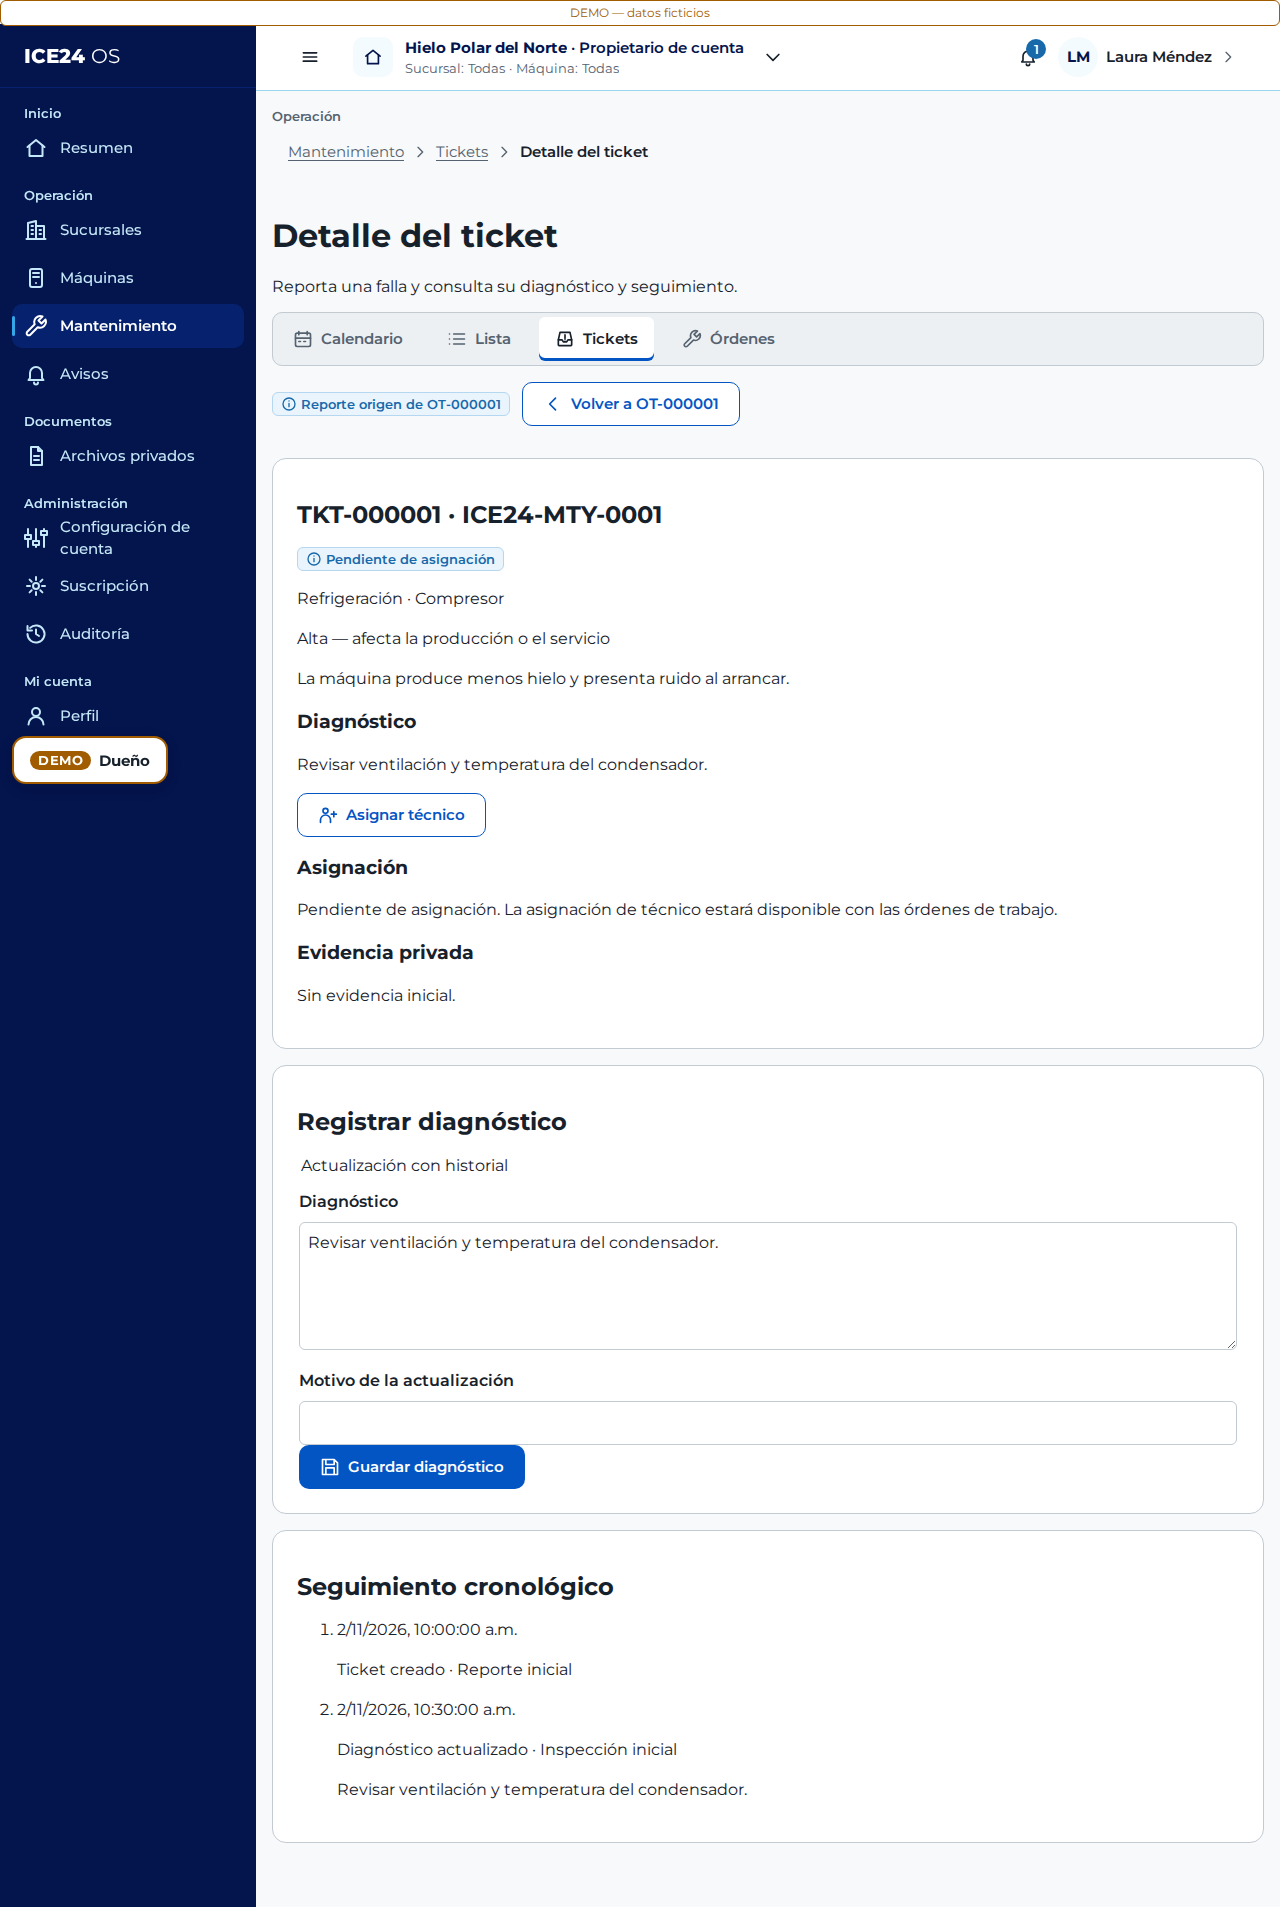 DEMO — datos ficticios
ICE24 OS
Hielo Polar del Norte · Propietario de cuenta
Sucursal: Todas · Máquina: Todas
1
LM
Laura Méndez
Inicio
Resumen
Operación
Sucursales
Máquinas
Mantenimiento
Avisos
Documentos
Archivos privados
Administración
Configuración de
cuenta
Suscripción
Auditoría
Mi cuenta
Perfil
DEMO Dueño
Operación
Mantenimiento > Tickets > Detalle del ticket
Detalle del ticket
Reporta una falla y consulta su diagnóstico y seguimiento.
Calendario
Lista
Tickets
Órdenes
Reporte origen de OT-000001
Volver a OT-000001
TKT-000001 · ICE24-MTY-0001
Pendiente de asignación
Refrigeración · Compresor
Alta — afecta la producción o el servicio
La máquina produce menos hielo y presenta ruido al arrancar.
Diagnóstico
Revisar ventilación y temperatura del condensador.
Asignar técnico
Asignación
Pendiente de asignación. La asignación de técnico estará disponible con las órdenes de trabajo.
Evidencia privada
Sin evidencia inicial.
Registrar diagnóstico
Actualización con historial
Diagnóstico
Revisar ventilación y temperatura del condensador.
Motivo de la actualización
Guardar diagnóstico
Seguimiento cronológico
1. 2/11/2026, 10:00:00 a.m.
Ticket creado · Reporte inicial
2. 2/11/2026, 10:30:00 a.m.
Diagnóstico actualizado · Inspección inicial
Revisar ventilación y temperatura del condensador.